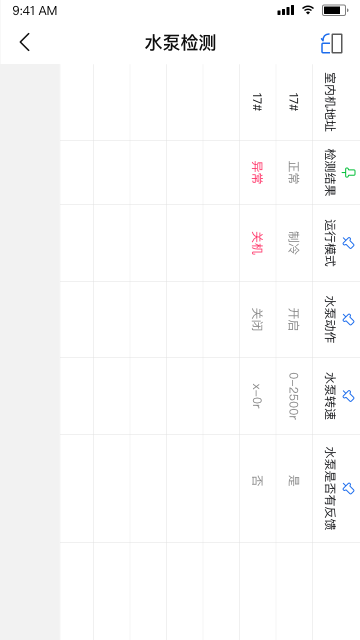 9:41 AM
水泵检测
室内机地址 检测结果 运行模式 水泵动作 水泵转速 水泵是否有反馈
17# 正常 制冷 开启 0-2500r 是
17# 异常 关机 关闭 x-0r 否